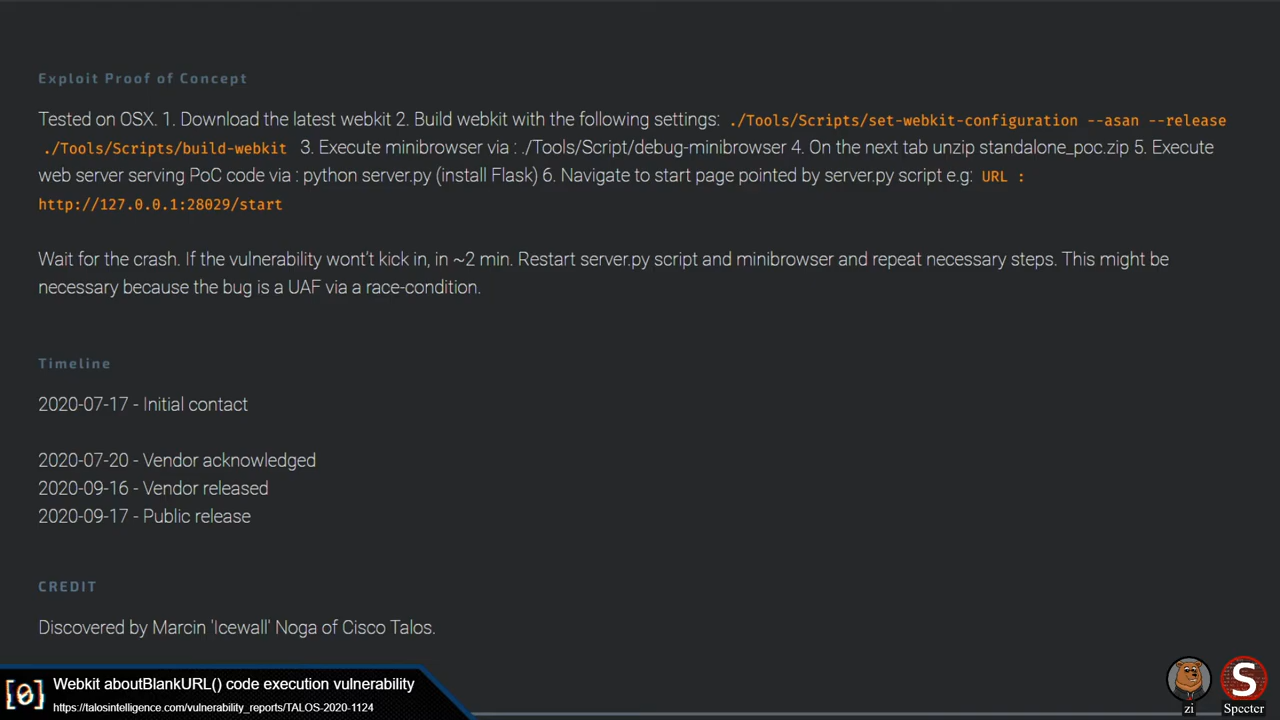 Exploit Proof of Concept
Tested on OSX. 1. Download the latest webkit 2. Build webkit with the following settings: ./Tools/Scripts/set-webkit-configuration --asan --release
./Tools/Scripts/build-webkit 3. Execute minibrowser via : ./Tools/Script/debug-minibrowser 4. On the next tab unzip standalone_poc.zip 5. Execute
web server serving PoC code via : python server.py (install Flask) 6. Navigate to start page pointed by server.py script e.g: URL :
http://127.0.0.1:28029/start
Wait for the crash. If the vulnerability won't kick in, in ~2 min. Restart server.py script and minibrowser and repeat necessary steps. This might be
necessary because the bug is a UAF via a race-condition.
Timeline
2020-07-17 - Initial contact
2020-07-20 - Vendor acknowledged
2020-09-16 - Vendor released
2020-09-17 - Public release
CREDIT
Discovered by Marcin 'Icewall' Noga of Cisco Talos.
[0]
Webkit aboutBlankURL() code execution vulnerability
https://talosintelligence.com/vulnerability_reports/TALOS-2020-1124
S
zi
Specter